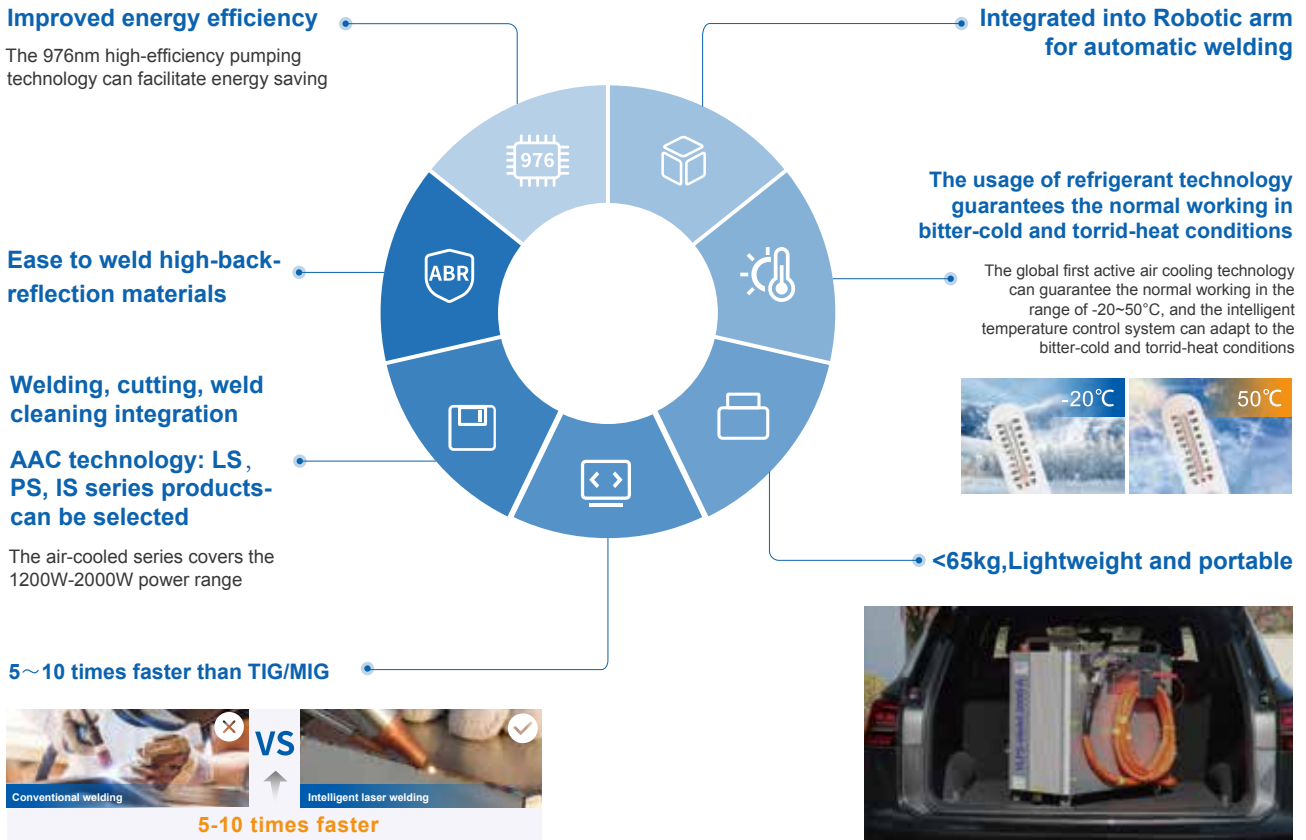 Improved energy efficiency
The 976nm high-efficiency pumping
technology can facilitate energy saving
Integrated into Robotic arm
for automatic welding
976
ABR
The usage of refrigerant technology
guarantees the normal working in
bitter-cold and torrid-heat conditions
The global first active air cooling technology
can guarantee the normal working in the
range of -20~50°C, and the intelligent
temperature control system can adapt to the
bitter-cold and torrid-heat conditions
-20℃
50℃
Ease to weld high-back-
reflection materials
Welding, cutting, weld
cleaning integration
AAC technology: LS、
PS, IS series products-
can be selected
The air-cooled series covers the
1200W-2000W power range
<65kg,Lightweight and portable
5～10 times faster than TIG/MIG
Conventional welding
VS
Intelligent laser welding
5-10 times faster